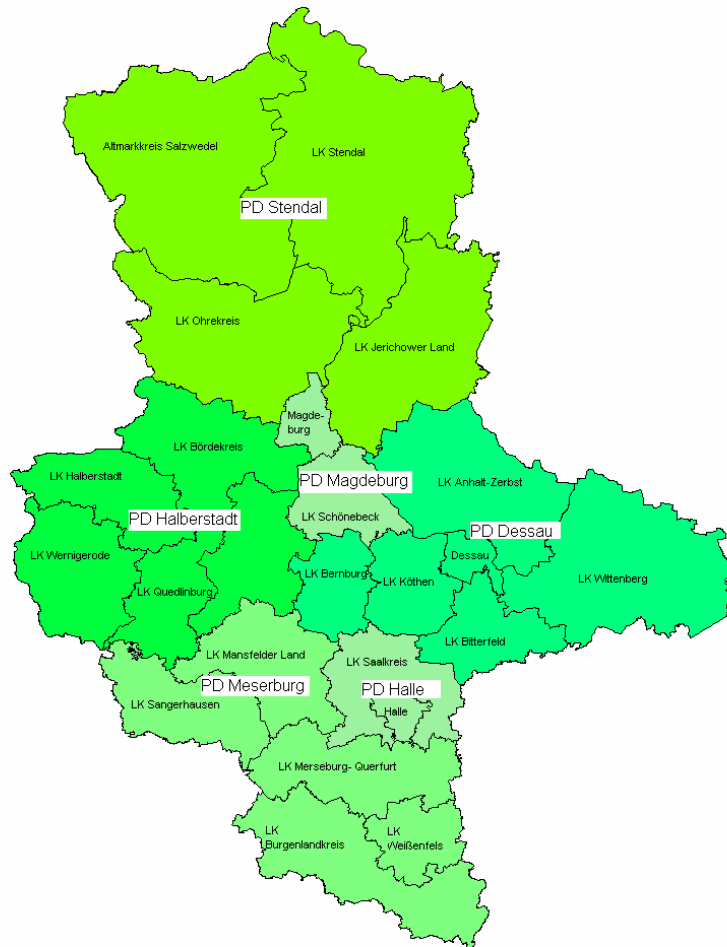 Altmarkkreis Salzwedel
LK Stendal
PD Stendal
LK Ohrekreis
LK Jerichower Land
Magde-
burg
LK Bördekreis
LK Halberstadt
PD Magdeburg
LK Anhalt-Zerbst
PD Halberstadt
LK Schönebeck
PD Dessau
LK Wernigerode
Dessau
LK Quedlinburg
LK Bernburg
LK Köthen
LK Wittenberg
LK Bitterfeld
LK Mansfelder Land
LK Saalkreis
PD Meserburg
PD Halle
LK Sangerhausen
Halle
LK Merseburg- Querfurt
LK
Burgenlandkreis
LK
Weißenfels